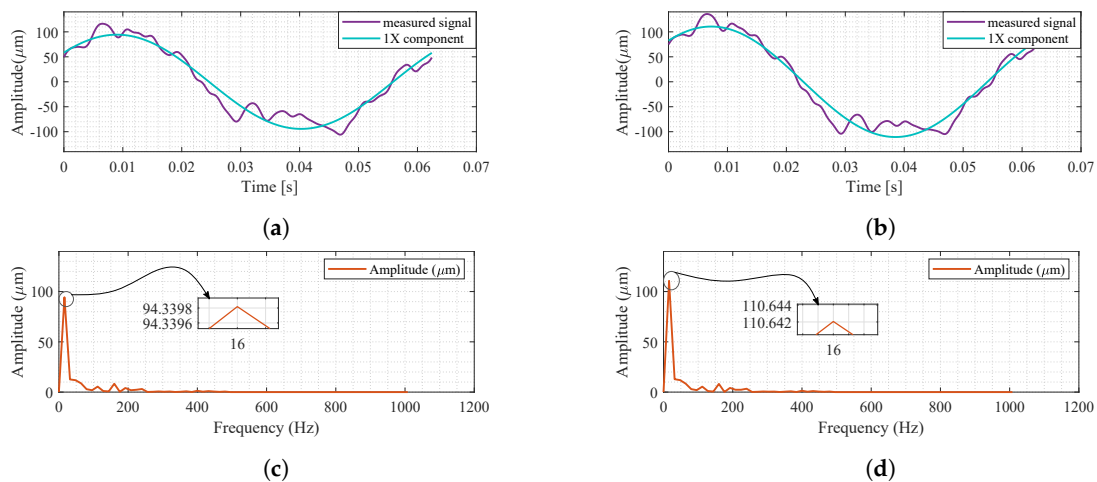 measured signal
1X component
Amplitude(μm)
100
50
0
-50
-100
0 0.01 0.02 0.03 0.04 0.05 0.06 0.07
Time [s]
(a)
measured signal
1X component
Amplitude(μm)
100
50
0
-50
-100
0 0.01 0.02 0.03 0.04 0.05 0.06 0.07
Time [s]
(b)
Amplitude (μm)
Amplitude (μm)
100
50
0
94.3398
94.3396
16
0 200 400 600 800 1000 1200
Frequency (Hz)
(c)
Amplitude (μm)
Amplitude (μm)
100
50
0
110.644
110.642
16
0 200 400 600 800 1000 1200
Frequency (Hz)
(d)